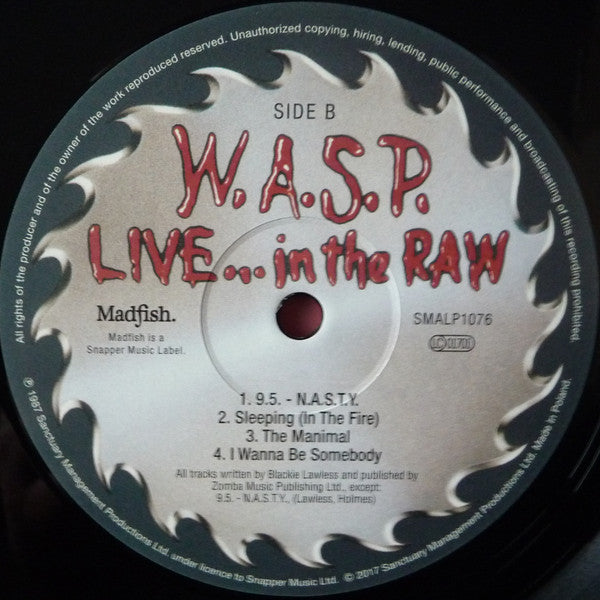 All rights of the producer and of the owner of the work reproduced reserved. Unauthorized copying, hiring, lending, public performance and broadcasting of this recording prohibited.
SIDE B
W.A.S.P.
LIVE... in the RAW
Madfish.
Madfish is a
Snapper Music Label.
SMALP1076
LC 11711
1. 9.5. - N.A.S.T.Y.
2. Sleeping (In The Fire)
3. The Manimal
4. I Wanna Be Somebody
All tracks written by Blackie Lawless and published by
Zomba Music Publishing Ltd., except:
9.5. - N.A.S.T.Y., (Lawless, Holmes)
℗ 1987 Sanctuary Management Productions Ltd. under licence to Snapper Music Ltd. © 2017 Sanctuary Management Productions Ltd. Made in Poland.